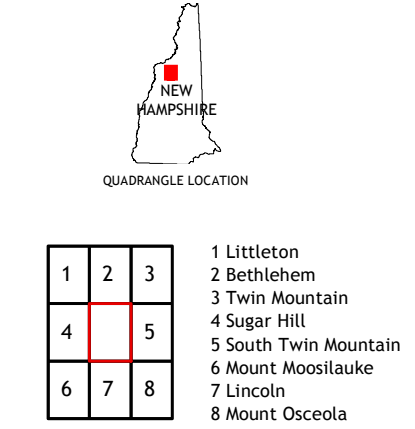 NEW
HAMPSHIRE
QUADRANGLE LOCATION
1 2 3
4 5
6 7 8
1 Littleton
2 Bethlehem
3 Twin Mountain
4 Sugar Hill
5 South Twin Mountain
6 Mount Moosilauke
7 Lincoln
8 Mount Osceola